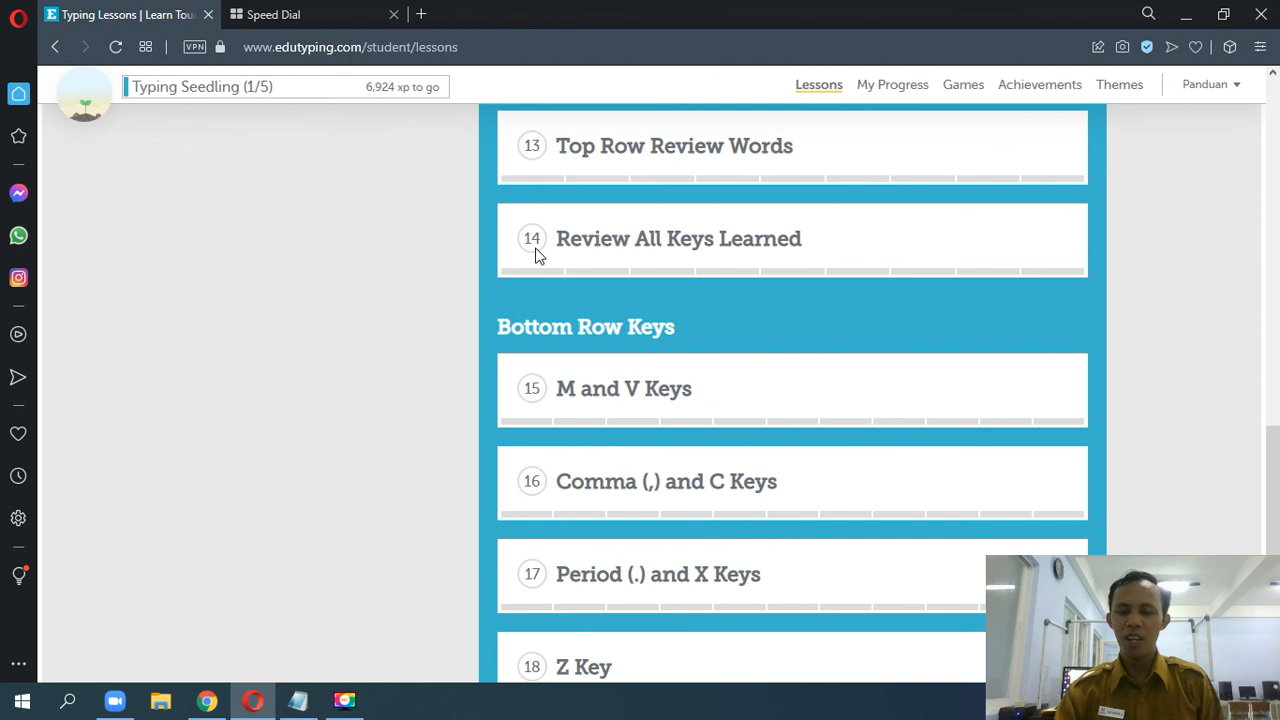 Typing Lessons | Learn Tou
Speed Dial
VPN
www.edutyping.com/student/lessons
Typing Seedling (1/5)
6,924 xp to go
Lessons
My Progress
Games
Achievements
Themes
Panduan
13 Top Row Review Words
14 Review All Keys Learned
Bottom Row Keys
15 M and V Keys
16 Comma (,) and C Keys
17 Period (.) and X Keys
18 Z Key